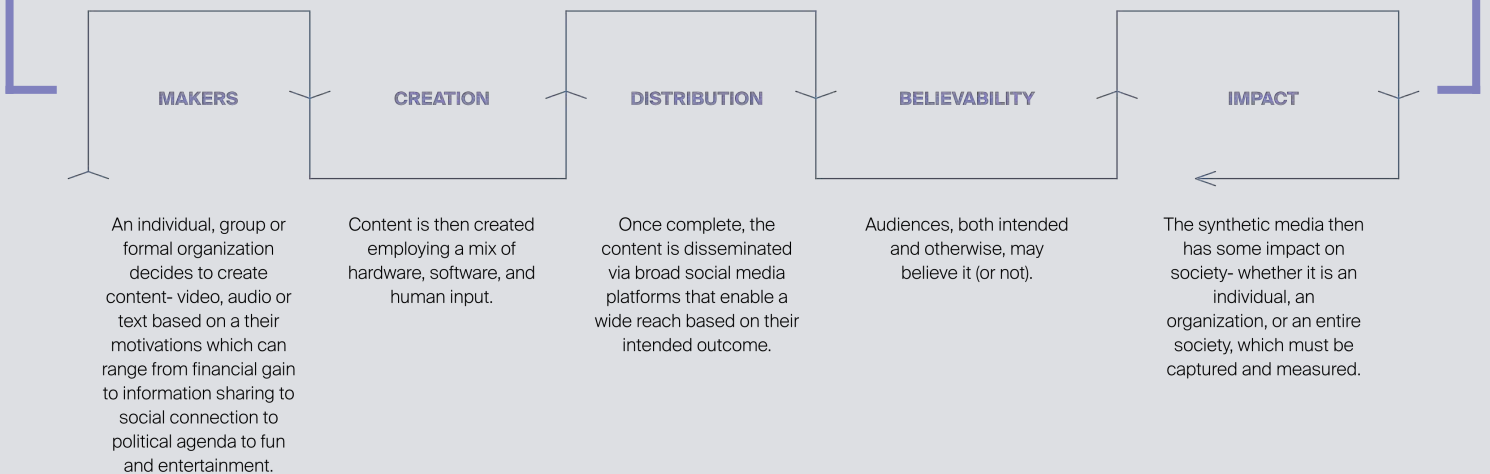 MAKERS
An individual, group or
formal organization
decides to create
content- video, audio or
text based on a their
motivations which can
range from financial gain
to information sharing to
social connection to
political agenda to fun
and entertainment.
CREATION
Content is then created
employing a mix of
hardware, software, and
human input.
DISTRIBUTION
Once complete, the
content is disseminated
via broad social media
platforms that enable a
wide reach based on their
intended outcome.
BELIEVABILITY
Audiences, both intended
and otherwise, may
believe it (or not).
IMPACT
The synthetic media then
has some impact on
society- whether it is an
individual, an
organization, or an entire
society, which must be
captured and measured.